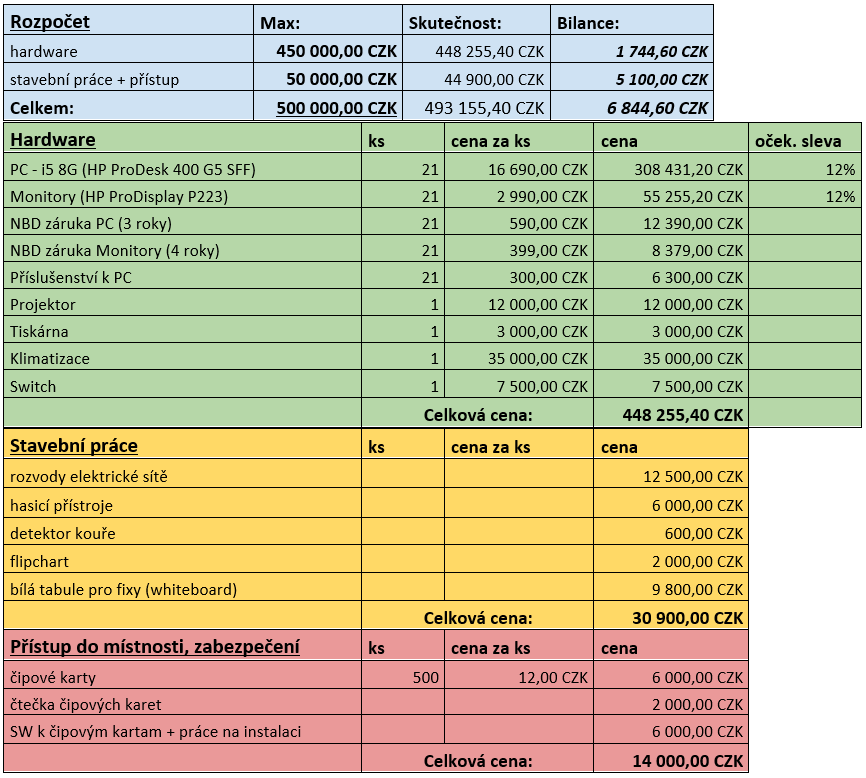 Rozpočet Max: Skutečnost: Bilance:
hardware 450 000,00 CZK 448 255,40 CZK 1 744,60 CZK
stavební práce + přístup 50 000,00 CZK 44 900,00 CZK 5 100,00 CZK
Celkem: 500 000,00 CZK 493 155,40 CZK 6 844,60 CZK
Hardware ks cena za ks cena oček. sleva
PC - i5 8G (HP ProDesk 400 G5 SFF) 21 16 690,00 CZK 308 431,20 CZK 12%
Monitory (HP ProDisplay P223) 21 2 990,00 CZK 55 255,20 CZK 12%
NBD záruka PC (3 roky) 21 590,00 CZK 12 390,00 CZK
NBD záruka Monitory (4 roky) 21 399,00 CZK 8 379,00 CZK
Příslušenství k PC 21 300,00 CZK 6 300,00 CZK
Projektor 1 12 000,00 CZK 12 000,00 CZK
Tiskárna 1 3 000,00 CZK 3 000,00 CZK
Klimatizace 1 35 000,00 CZK 35 000,00 CZK
Switch 1 7 500,00 CZK 7 500,00 CZK
Celková cena: 448 255,40 CZK
Stavební práce ks cena za ks cena
rozvody elektrické sítě 12 500,00 CZK
hasicí přístroje 6 000,00 CZK
detektor kouře 600,00 CZK
flipchart 2 000,00 CZK
bílá tabule pro fixy (whiteboard) 9 800,00 CZK
Celková cena: 30 900,00 CZK
Přístup do místnosti, zabezpečení ks cena za ks cena
čipové karty 500 12,00 CZK 6 000,00 CZK
čtečka čipových karet 2 000,00 CZK
SW k čipovým kartam + práce na instalaci 6 000,00 CZK
Celková cena: 14 000,00 CZK